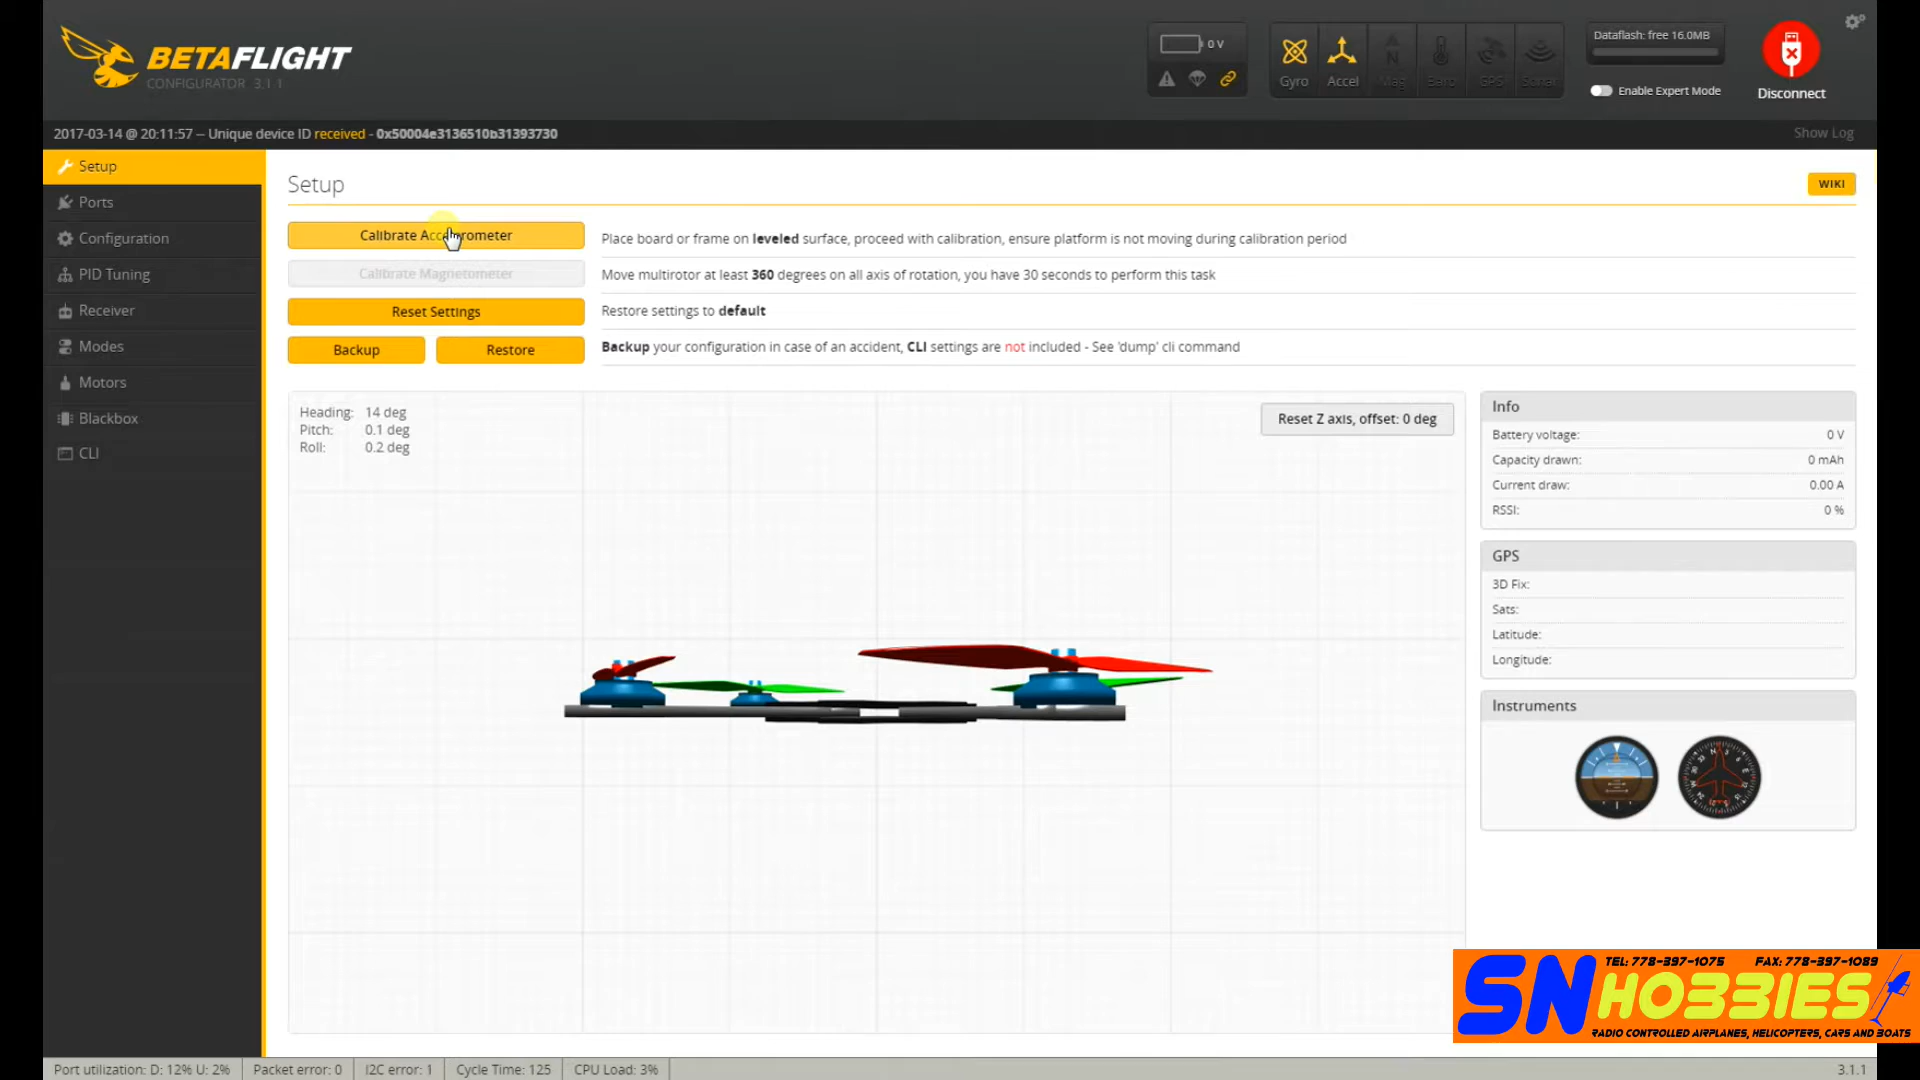 BETAFLIGHT
CONFIGURATOR 3.1.1
0 V
Gyro Accel Mag Baro GPS Sonar
Dataflash: free 16.0MB
Enable Expert Mode
Disconnect
2017-03-14 @ 20:11:57 -- Unique device ID received - 0x50004e3136510b31393730
Show Log
Setup
Ports
Configuration
PID Tuning
Receiver
Modes
Motors
Blackbox
CLI
Setup
WIKI
Calibrate Accelerometer
Place board or frame on leveled surface, proceed with calibration, ensure platform is not moving during calibration period
Calibrate Magnetometer
Move multirotor at least 360 degrees on all axis of rotation, you have 30 seconds to perform this task
Reset Settings
Restore settings to default
Backup Restore
Backup your configuration in case of an accident, CLI settings are not included - See 'dump' cli command
Heading: 14 deg
Pitch: 0.1 deg
Roll: 0.2 deg
Reset Z axis, offset: 0 deg
Info
Battery voltage: 0 V
Capacity drawn: 0 mAh
Current draw: 0.00 A
RSSI: 0 %
GPS
3D Fix:
Sats:
Latitude:
Longitude:
Instruments
TEL: 778-397-1075 FAX: 778-397-1089
SNHOBBIES
RADIO CONTROLLED AIRPLANES, HELICOPTERS, CARS AND BOATS
Port utilization: D: 12% U: 2% Packet error: 0 I2C error: 1 Cycle Time: 125 CPU Load: 3%
3.1.1